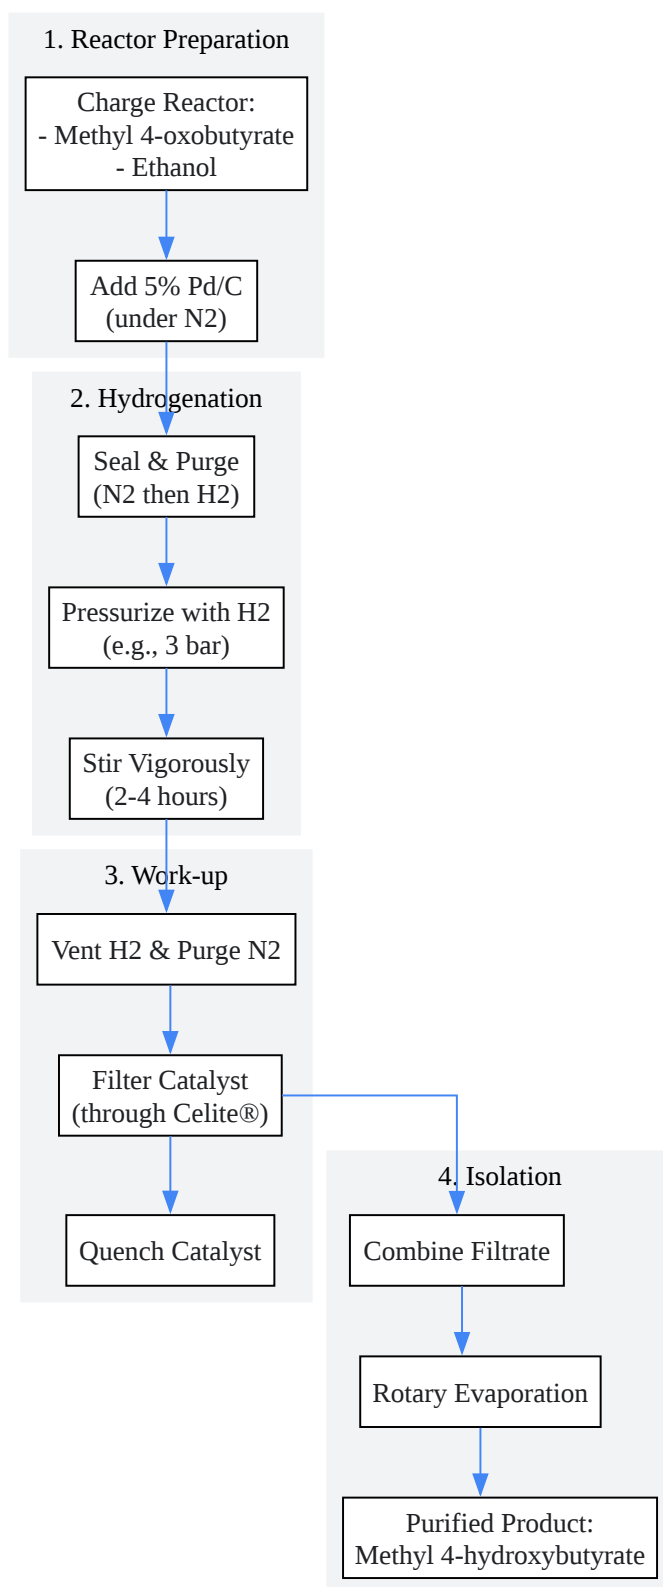 1. Reactor Preparation
Charge Reactor:
- Methyl 4-oxobutyrate
- Ethanol
Add 5% Pd/C
(under N2)
2. Hydrogenation
Seal & Purge
(N2 then H2)
Pressurize with H2
(e.g., 3 bar)
Stir Vigorously
(2-4 hours)
3. Work-up
Vent H2 & Purge N2
Filter Catalyst
(through Celite®)
Quench Catalyst
4. Isolation
Combine Filtrate
Rotary Evaporation
Purified Product:
Methyl 4-hydroxybutyrate